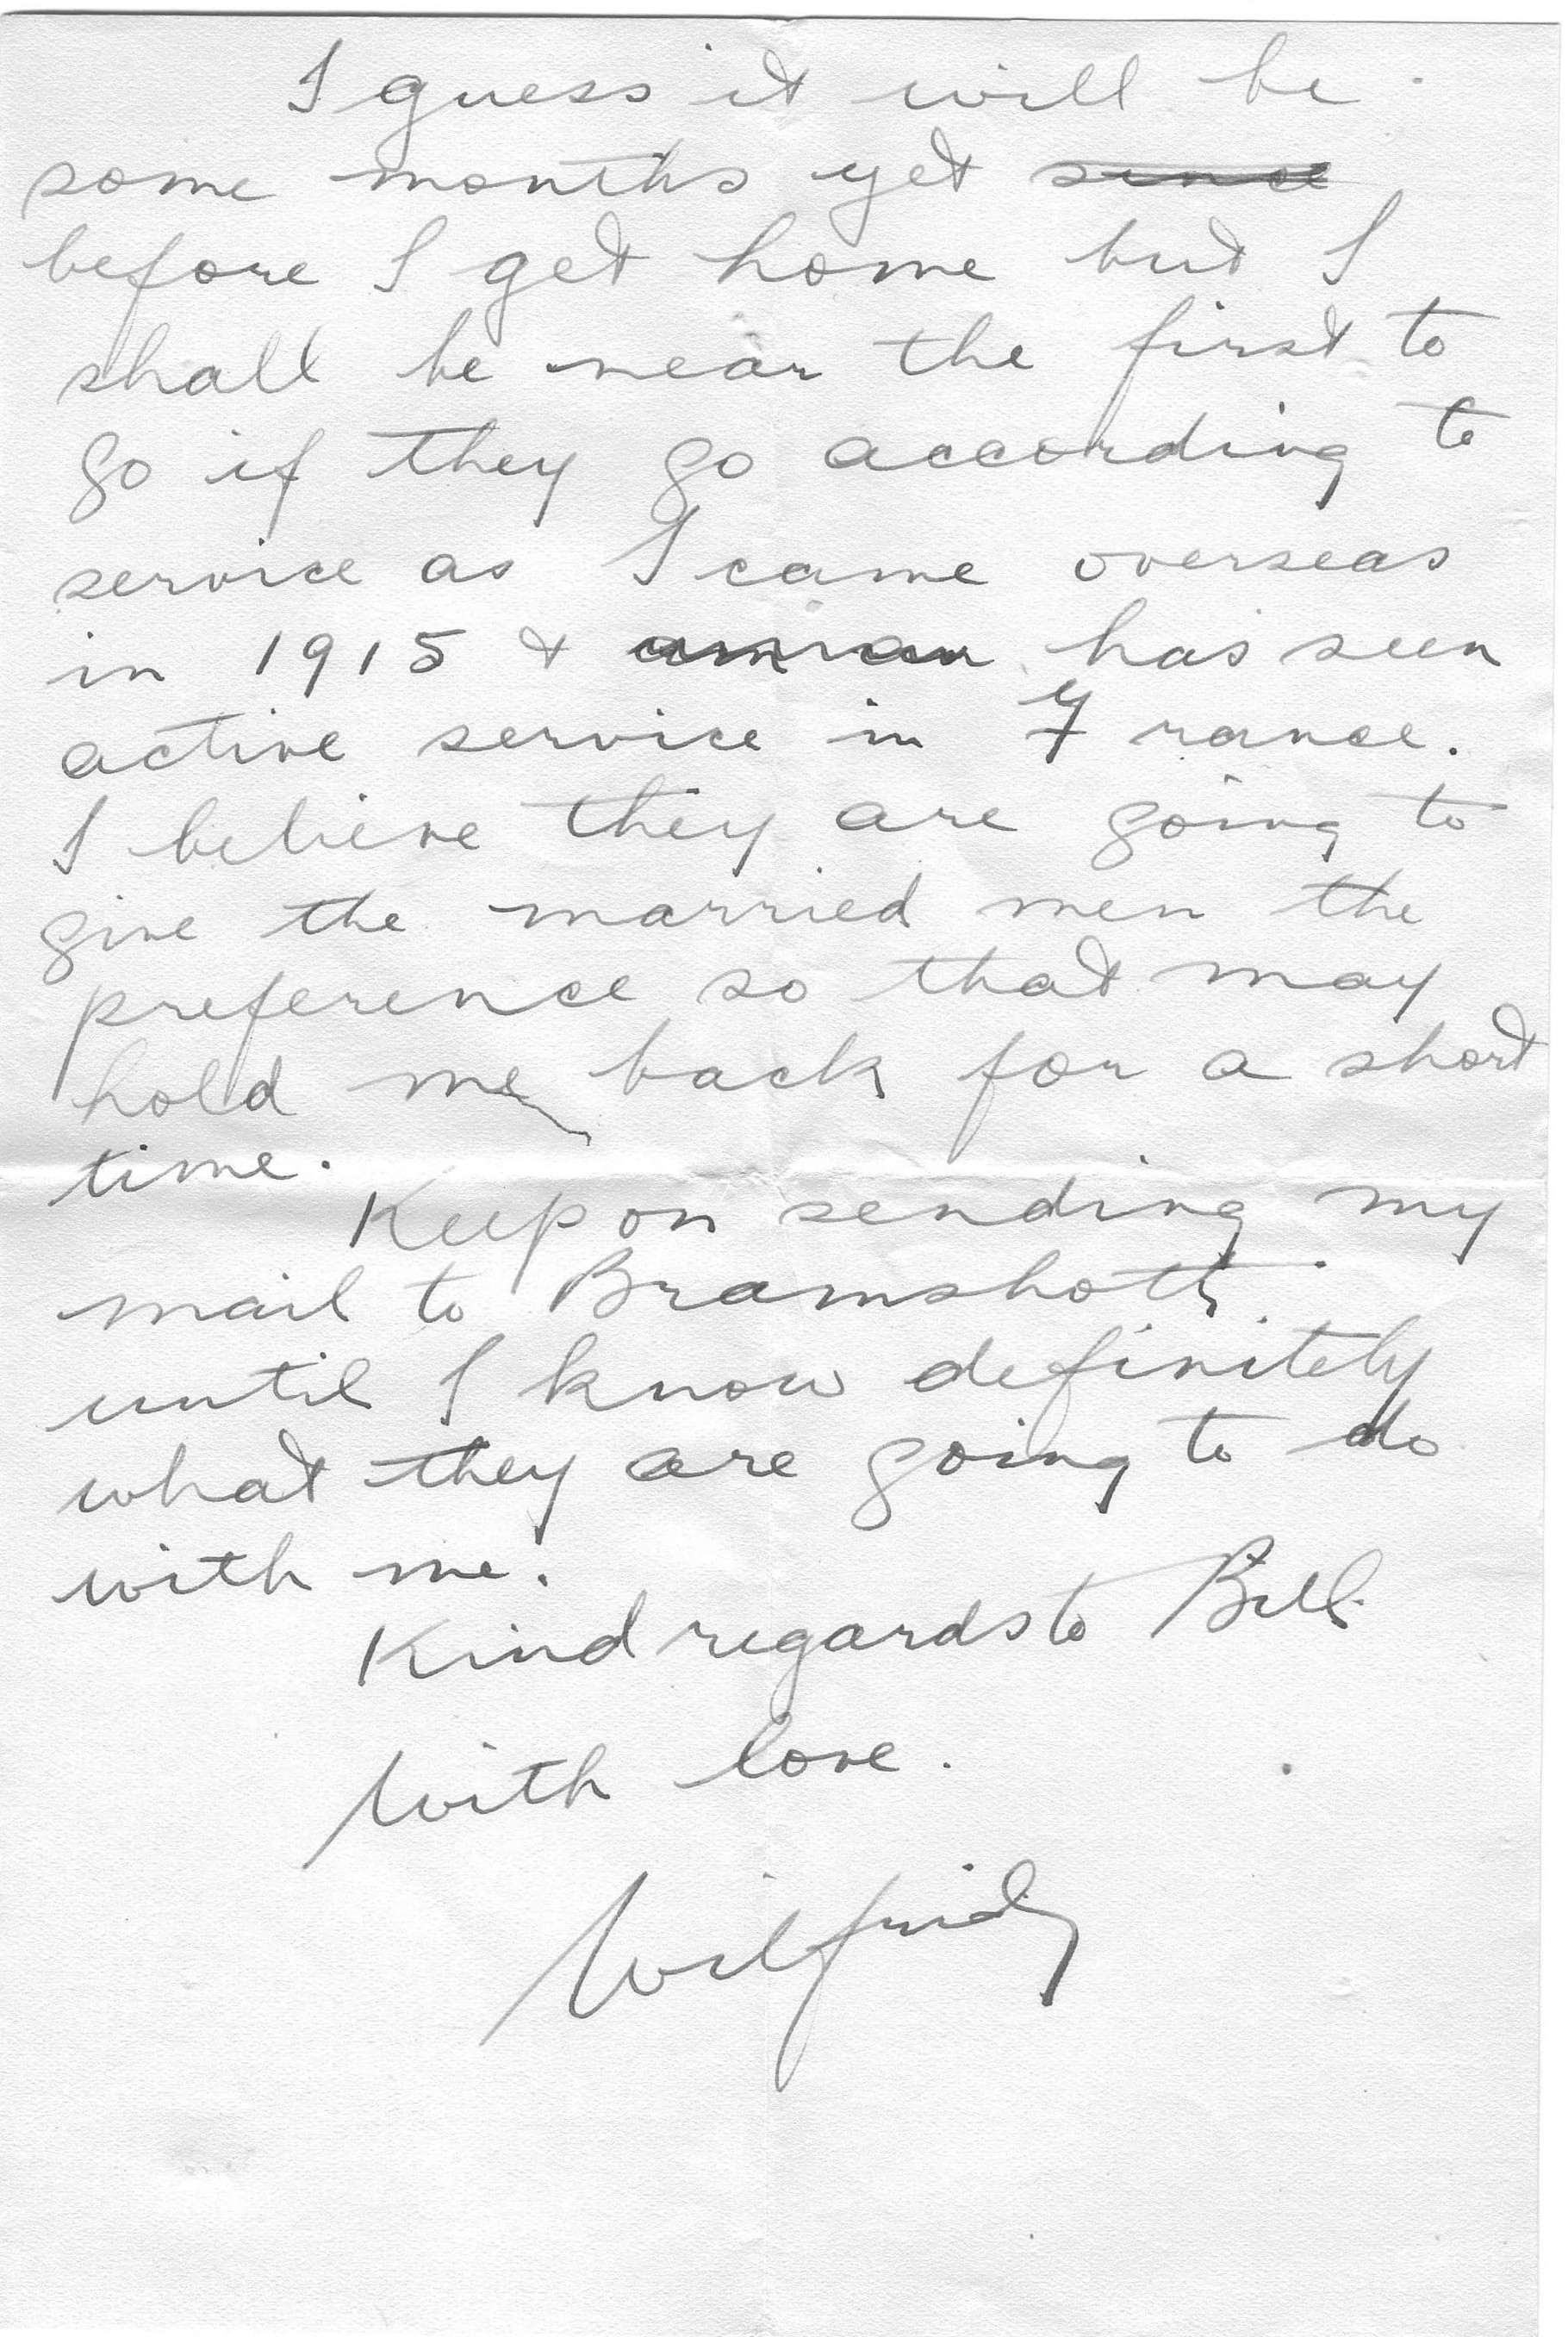 I guess it will be
some months yet since
before I get home but I
shall be near the first to
go if they go according to
service as I came overseas
in 1915 & has seen
active service in France.
I believe they are going to
give the married men the
preference so that may
hold me back for a short
time.
Keep on sending my
mail to Bramshott
until I know definitely
what they are going to do
with me.
Kind regards to Bill.
With love.
Wilfrid